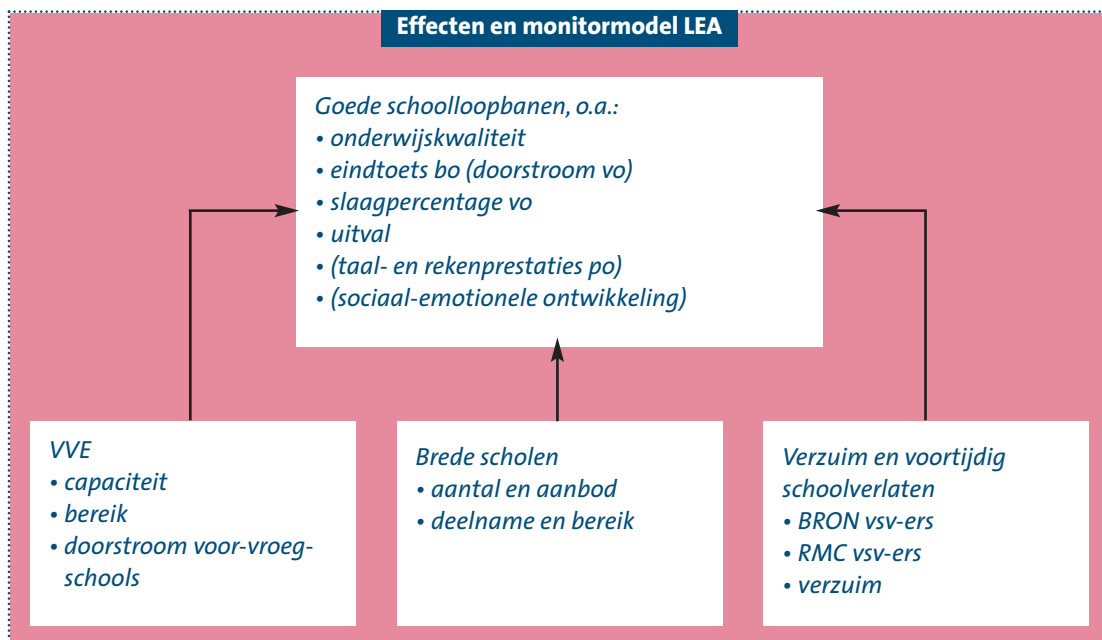 Effecten en monitormodel LEA
Goede schoolloopbanen, o.a.:
• onderwijskwaliteit
• eindtoets bo (doorstroom vo)
• slaagpercentage vo
• uitval
• (taal- en rekenprestaties po)
• (sociaal-emotionele ontwikkeling)
VVE
• capaciteit
• bereik
• doorstroom voor-vroeg-
schools
Brede scholen
• aantal en aanbod
• deelname en bereik
Verzuim en voortijdig
schoolverlaten
• BRON vsv-ers
• RMC vsv-ers
• verzuim